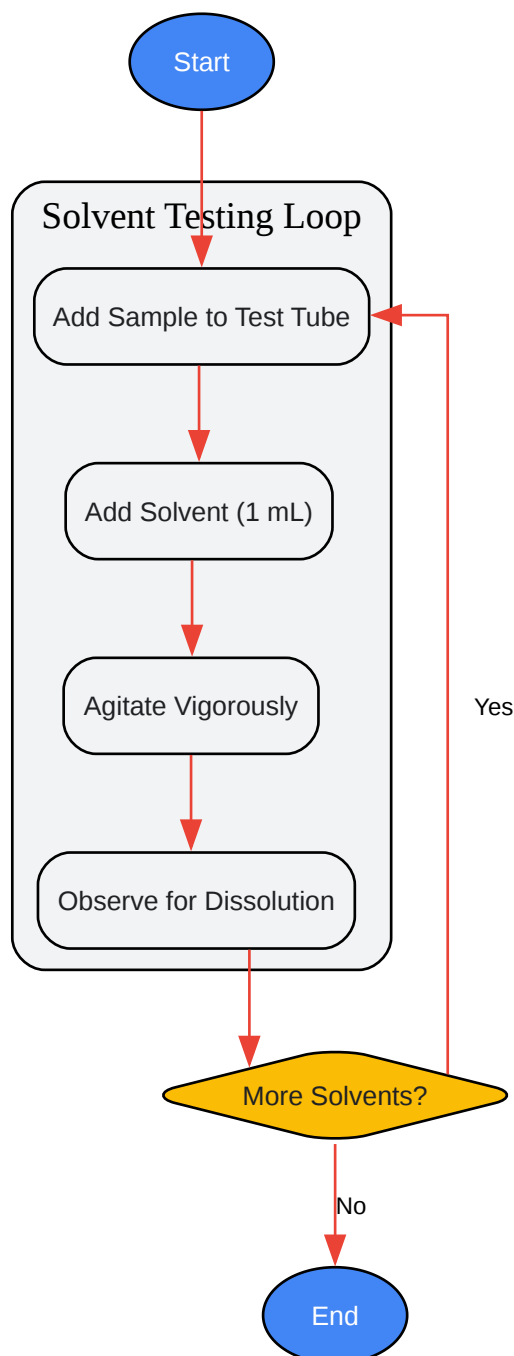 Start
Solvent Testing Loop
Add Sample to Test Tube
Add Solvent (1 mL)
Agitate Vigorously
Yes
Observe for Dissolution
More Solvents?
No
End